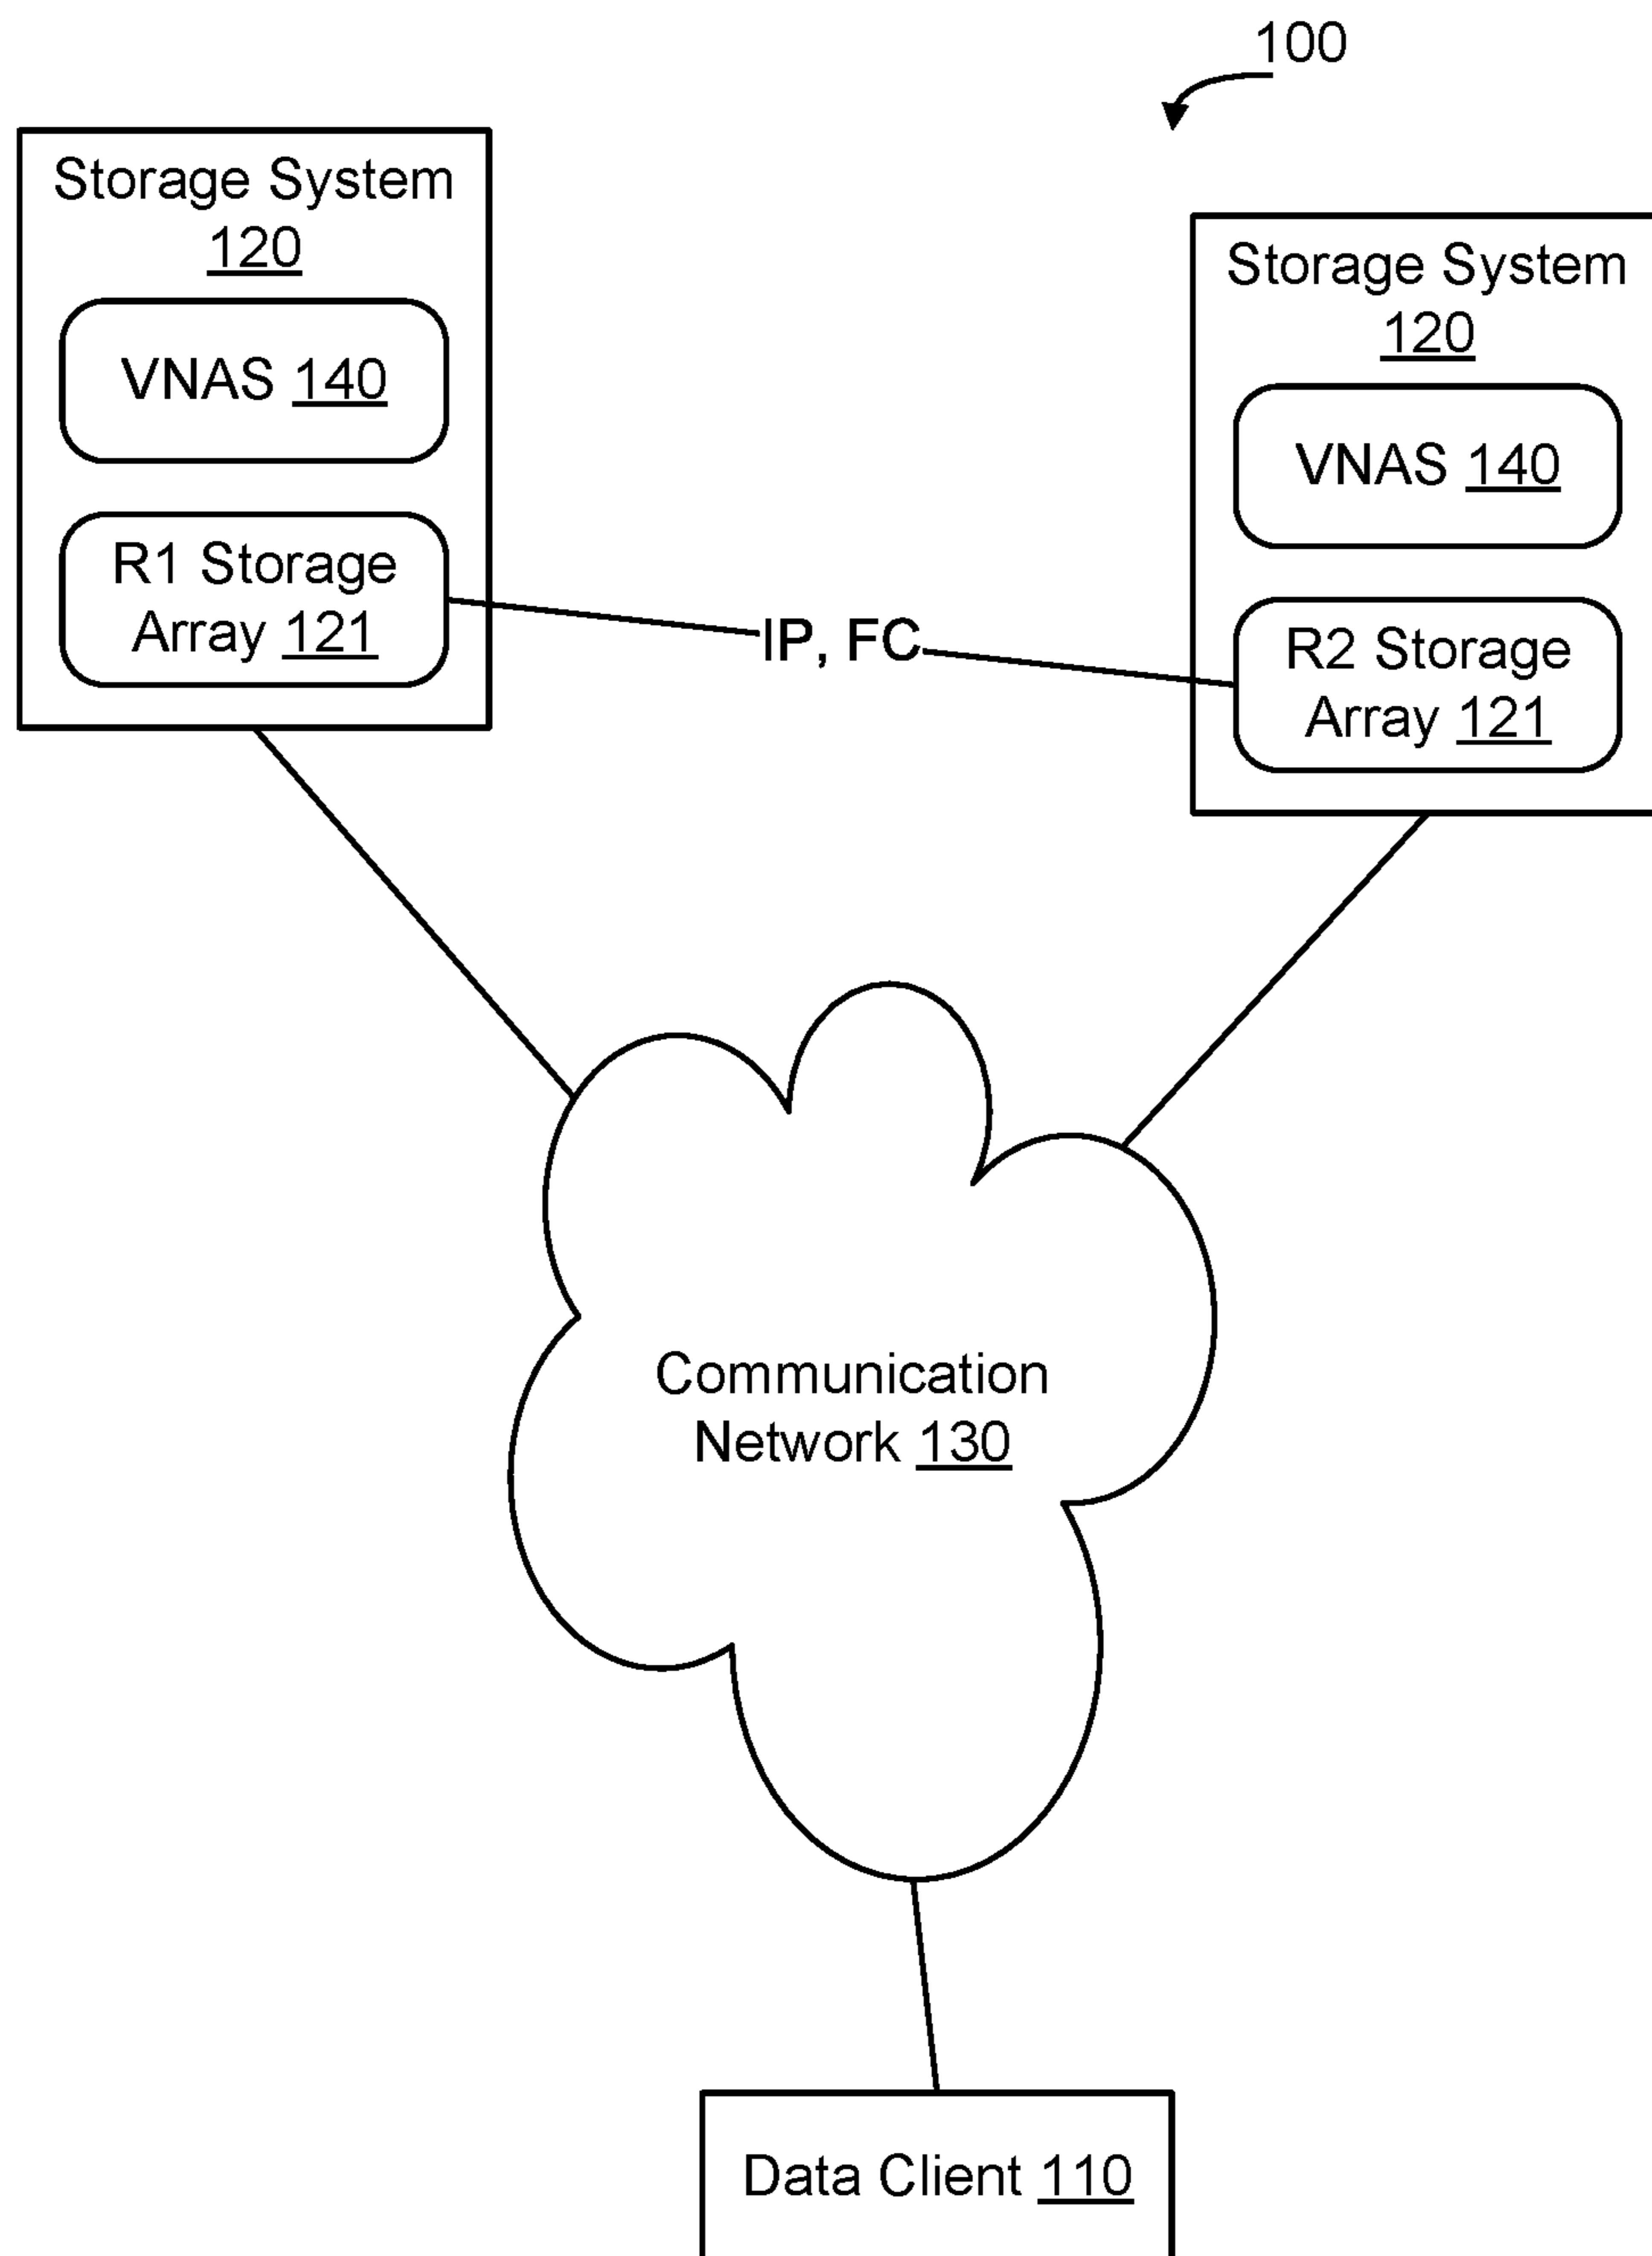 100
Storage System
120
VNAS 140
R1 Storage
Array 121
IP, FC
Storage System
120
VNAS 140
R2 Storage
Array 121
Communication
Network 130
Data Client 110